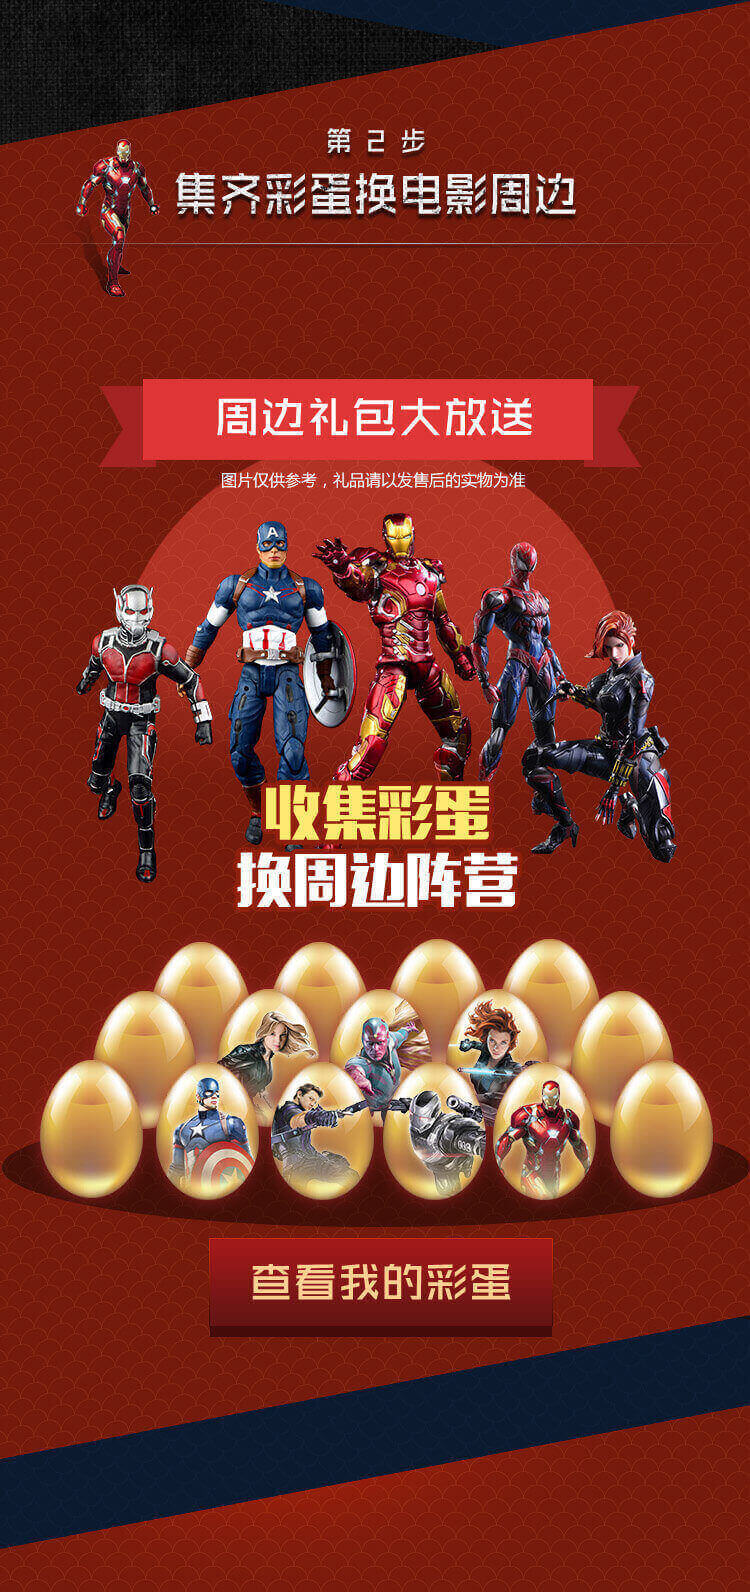 第2步
集齐彩蛋换电影周边
周边礼包大放送
图片仅供参考，礼品请以发售后的实物为准
A
收集彩蛋
换周边阵营
查看我的彩蛋